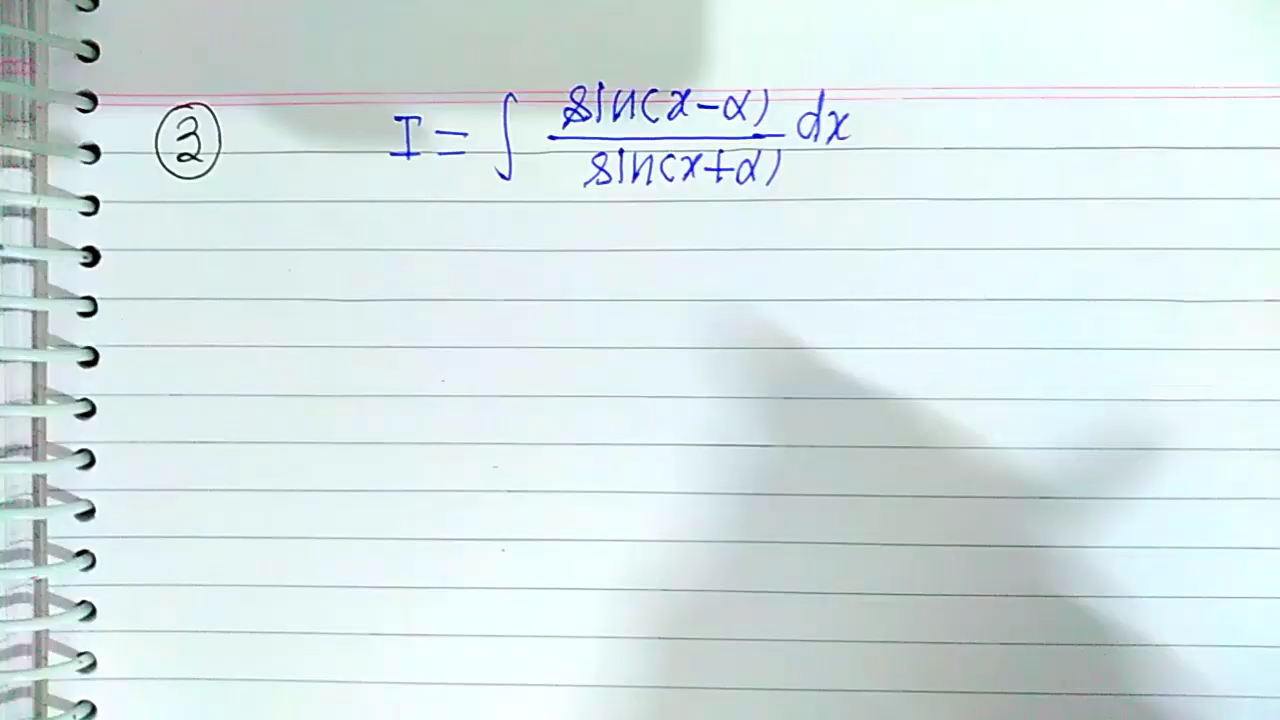 ③ I = ∫ sin(x-α)/sin(x+α) dx